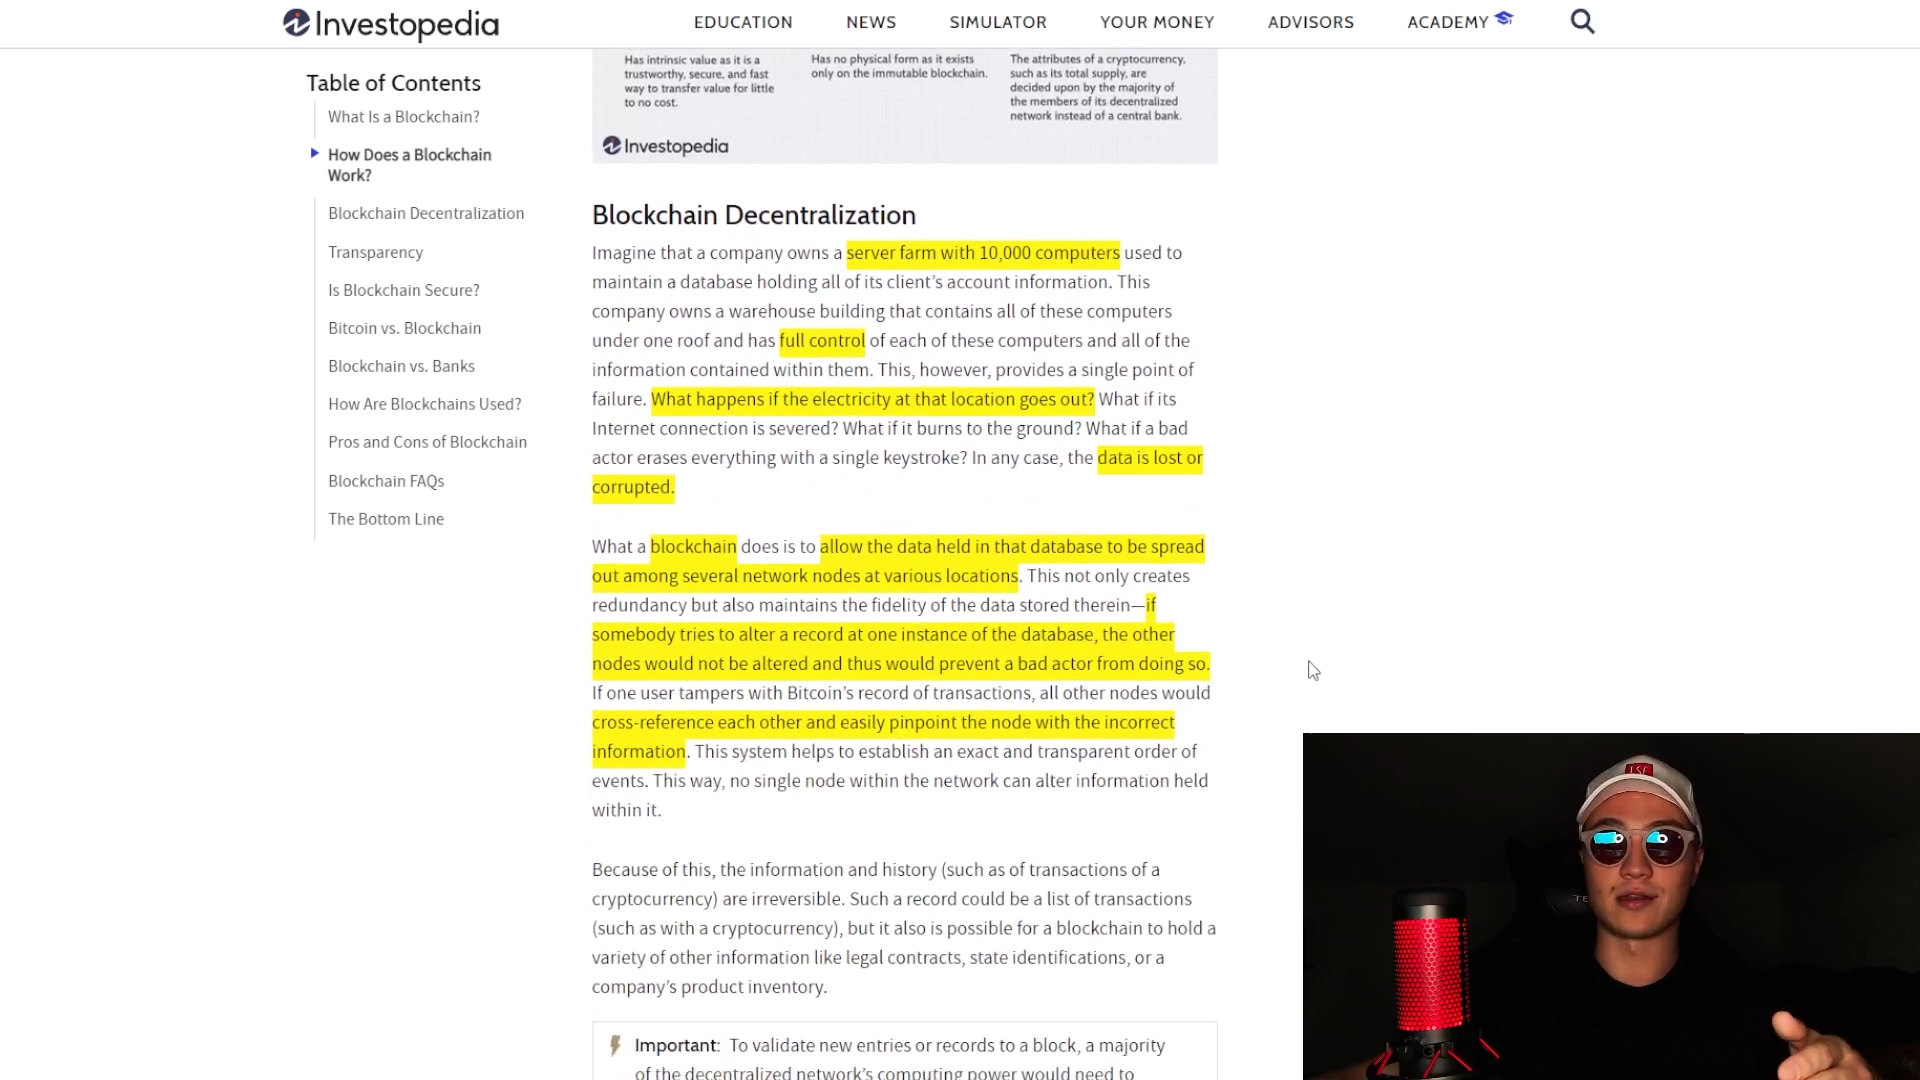 Investopedia
EDUCATION
NEWS
SIMULATOR
YOUR MONEY
ADVISORS
ACADEMY
Table of Contents
What Is a Blockchain?
How Does a Blockchain
Work?
Blockchain Decentralization
Transparency
Is Blockchain Secure?
Bitcoin vs. Blockchain
Blockchain vs. Banks
How Are Blockchains Used?
Pros and Cons of Blockchain
Blockchain FAQs
The Bottom Line
Has intrinsic value as it is a
trustworthy, secure, and fast
way to transfer value for little
to no cost.
Has no physical form as it exists
only on the immutable blockchain.
The attributes of a cryptocurrency,
such as its total supply, are
decided upon by the majority of
the members of its decentralized
network instead of a central bank.
Investopedia
Blockchain Decentralization
Imagine that a company owns a server farm with 10,000 computers used to
maintain a database holding all of its client’s account information. This
company owns a warehouse building that contains all of these computers
under one roof and has full control of each of these computers and all of the
information contained within them. This, however, provides a single point of
failure. What happens if the electricity at that location goes out? What if its
Internet connection is severed? What if it burns to the ground? What if a bad
actor erases everything with a single keystroke? In any case, the data is lost or
corrupted.
What a blockchain does is to allow the data held in that database to be spread
out among several network nodes at various locations. This not only creates
redundancy but also maintains the fidelity of the data stored therein—if
somebody tries to alter a record at one instance of the database, the other
nodes would not be altered and thus would prevent a bad actor from doing so.
If one user tampers with Bitcoin’s record of transactions, all other nodes would
cross-reference each other and easily pinpoint the node with the incorrect
information. This system helps to establish an exact and transparent order of
events. This way, no single node within the network can alter information held
within it.
Because of this, the information and history (such as of transactions of a
cryptocurrency) are irreversible. Such a record could be a list of transactions
(such as with a cryptocurrency), but it also is possible for a blockchain to hold a
variety of other information like legal contracts, state identifications, or a
company’s product inventory.
Important: To validate new entries or records to a block, a majority
of the decentralized network’s computing power would need to